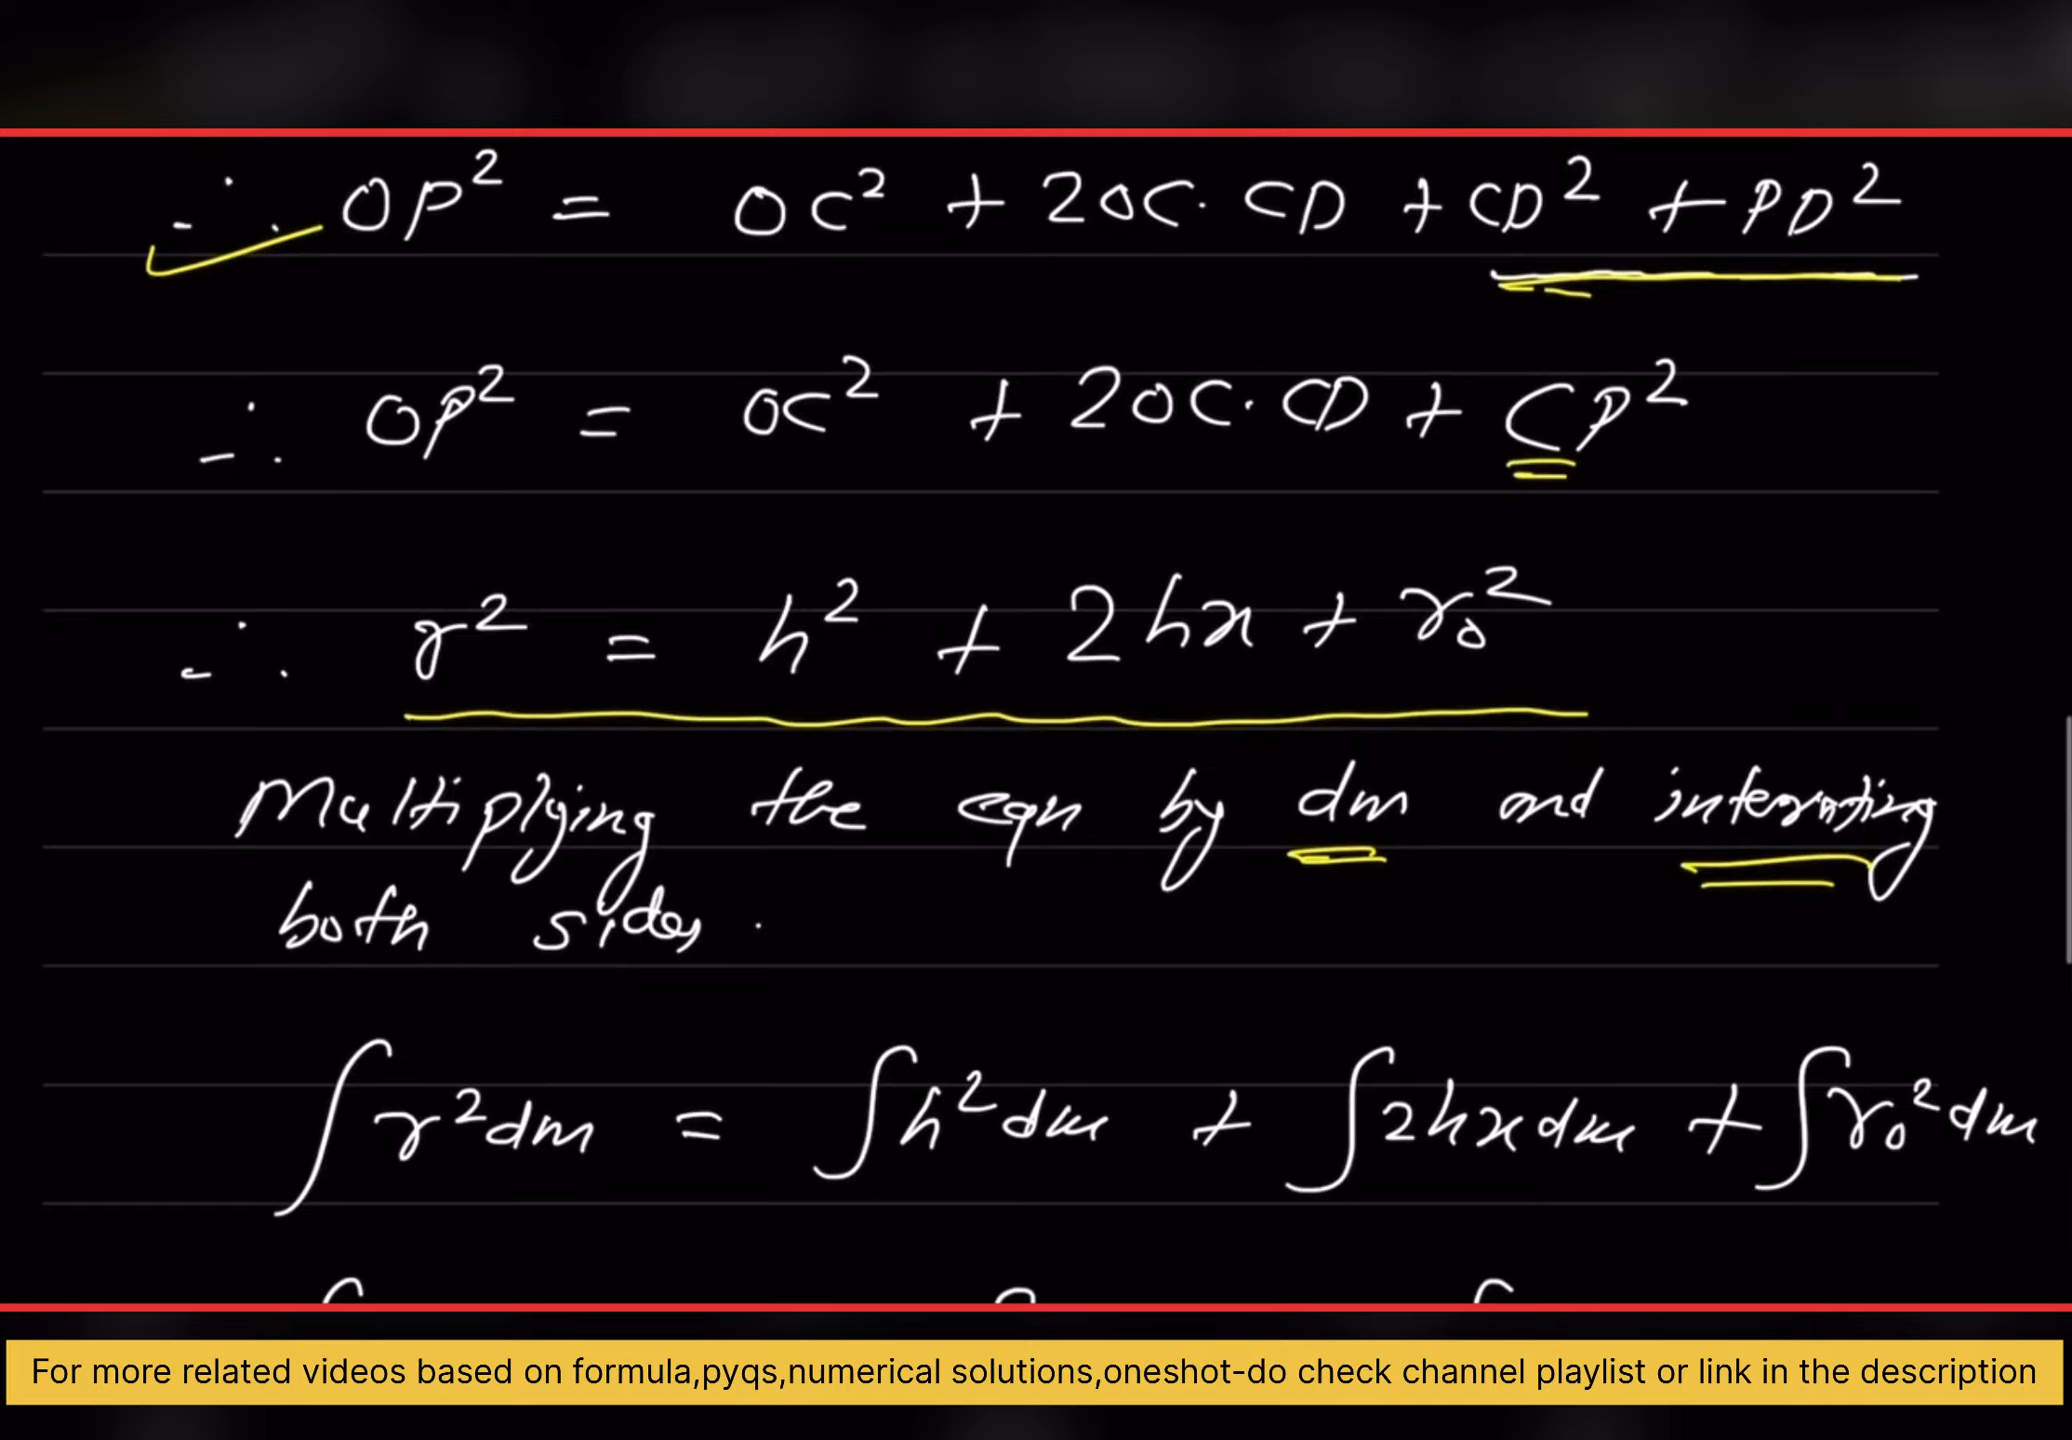 ∴ OP² = OC² + 2OC·CD + CD² + PD²
∴ OP² = OC² + 2OC·CD + CP²
∴ r² = h² + 2hx + r₀²
Multiplying the eqn by dm and integrating
both sides.
∫r²dm = ∫h²dm + ∫2hxdm + ∫r₀²dm
For more related videos based on formula,pyqs,numerical solutions,oneshot-do check channel playlist or link in the description